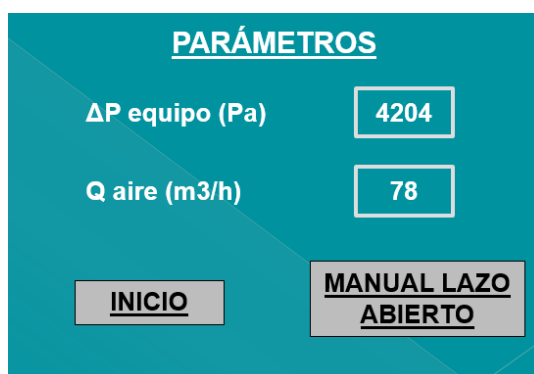 PARÁMETROS
ΔP equipo (Pa) 4204
Q aire (m3/h) 78
INICIO
MANUAL LAZO
ABIERTO